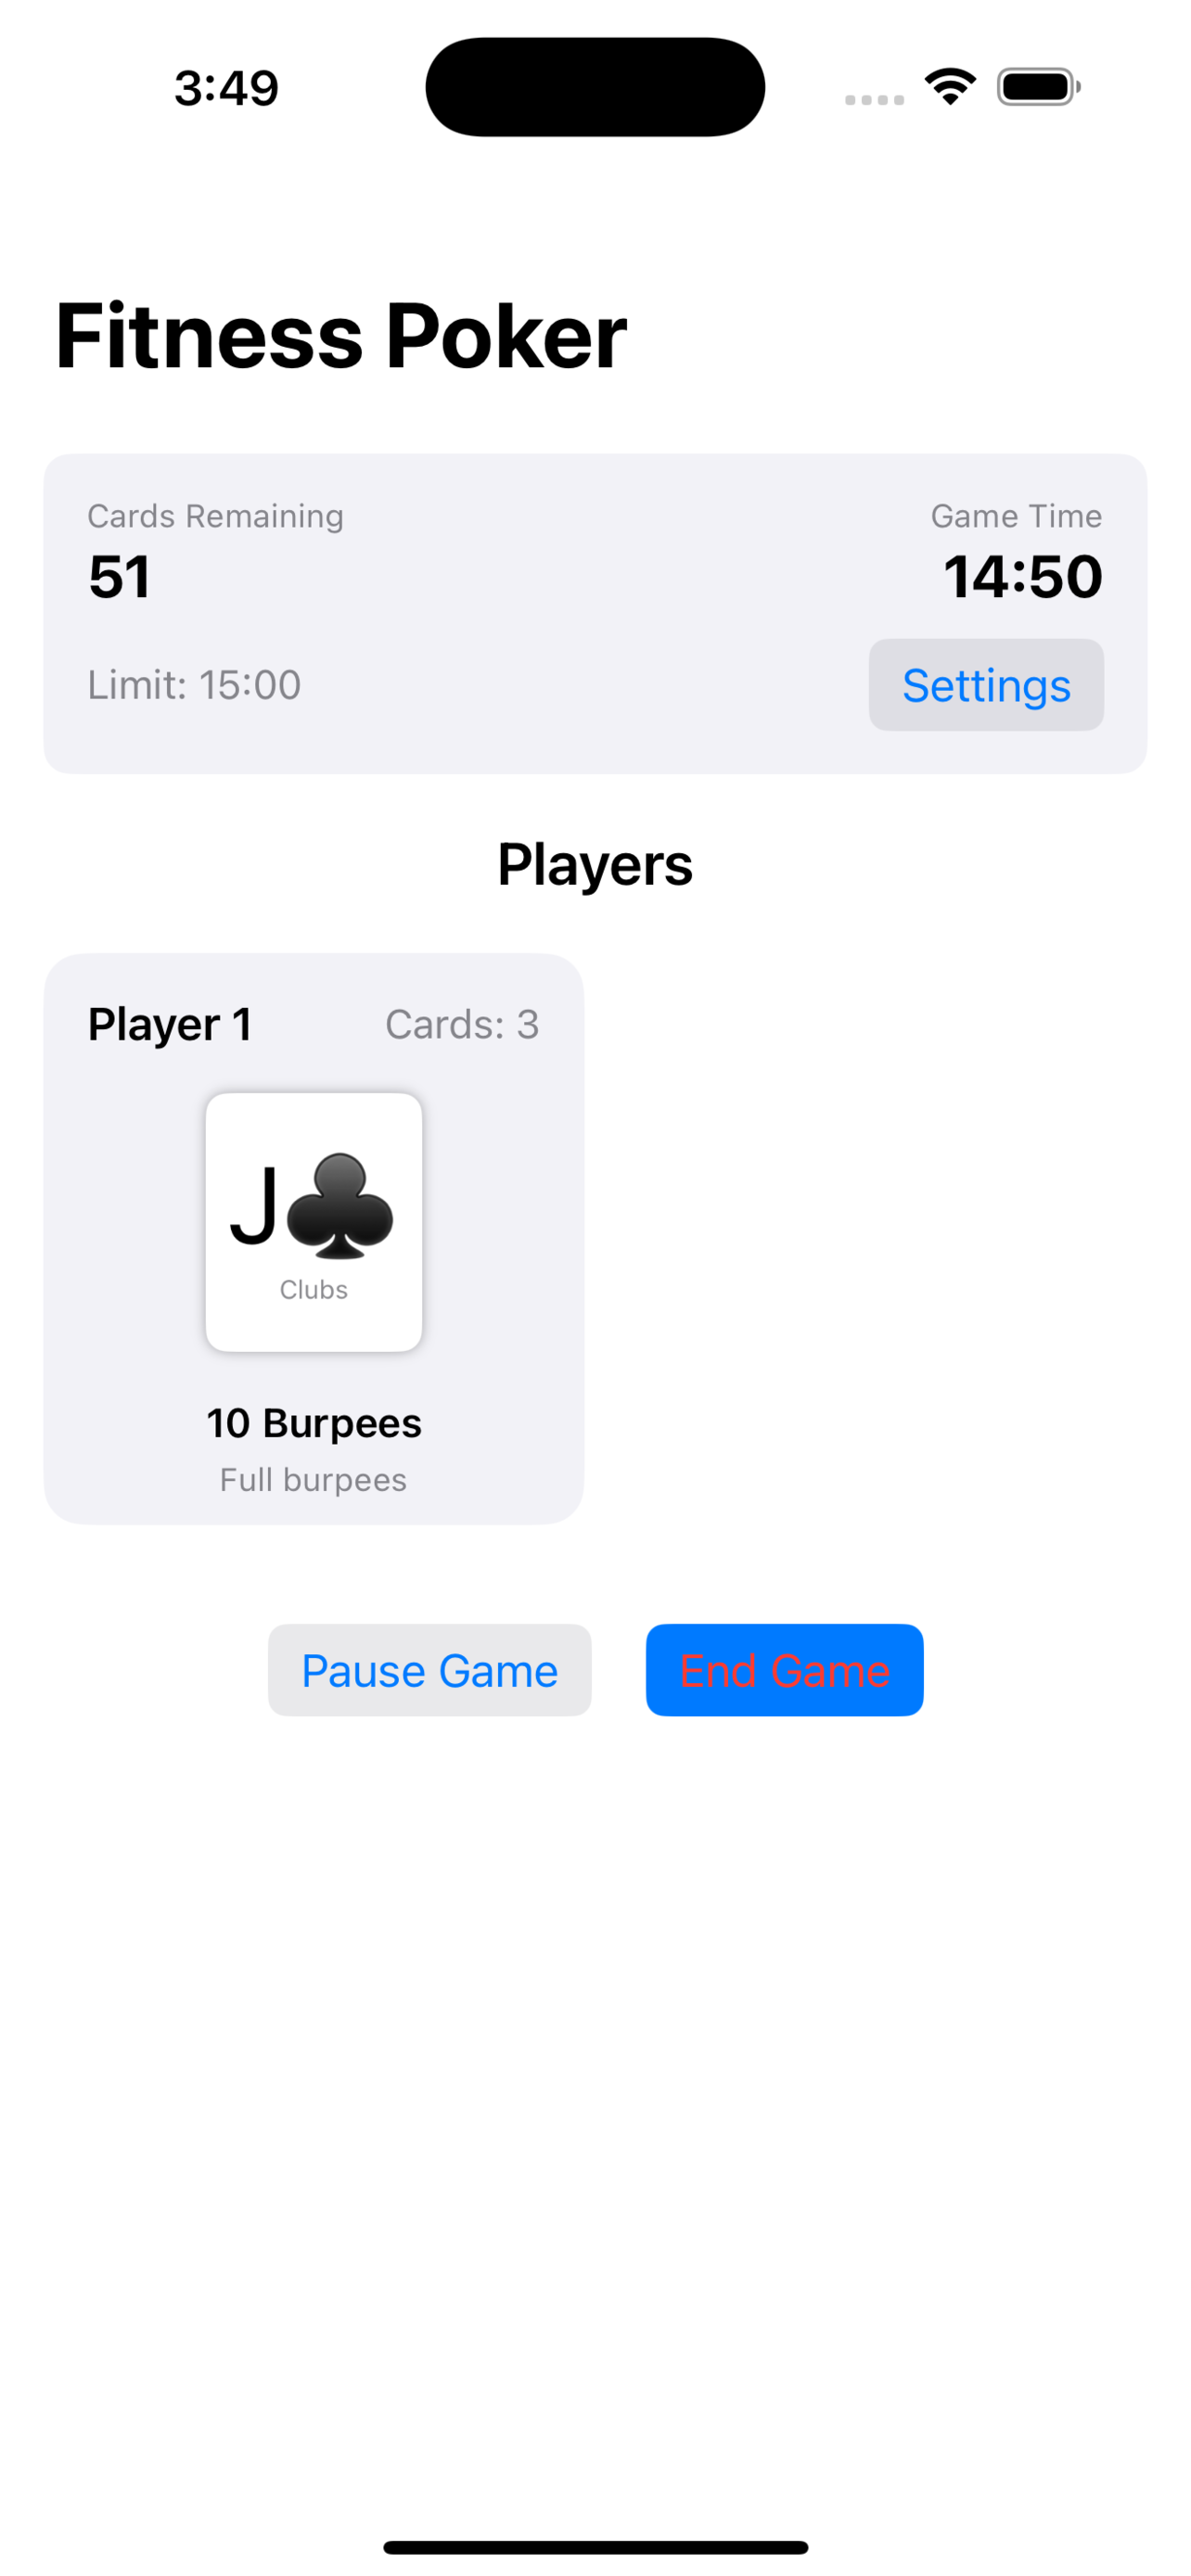 3:49
Fitness Poker
Cards Remaining Game Time
51 14:50
Limit: 15:00 Settings
Players
Player 1 Cards: 3
J♣
Clubs
10 Burpees
Full burpees
Pause Game End Game